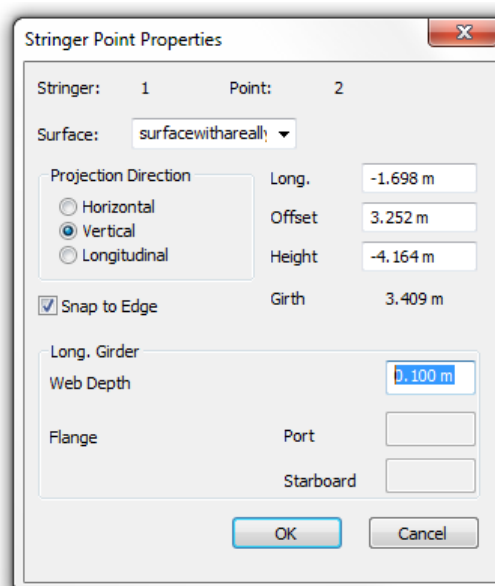 Stringer Point Properties
Stringer: 1 Point: 2
Surface: surfacewithareally
Projection Direction
Horizontal
Vertical
Longitudinal
Long. -1.698 m
Offset 3.252 m
Height -4.164 m
Snap to Edge
Girth 3.409 m
Long. Girder
Web Depth 0.100 m
Flange Port
Starboard
OK Cancel